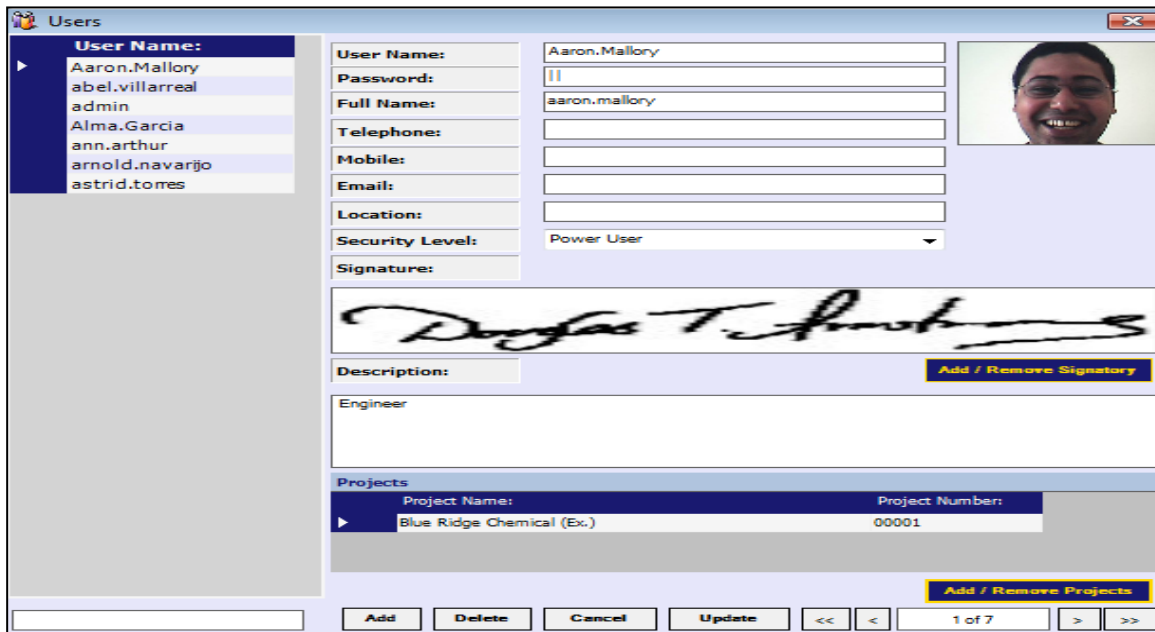 Users
User Name:
Aaron.Mallory
abel.villarreal
admin
Alma.Garcia
ann.arthur
arnold.navarijo
astrid.torres
User Name: Aaron.Mallory
Password:
Full Name: aaron.mallory
Telephone:
Mobile:
Email:
Location:
Security Level: Power User
Signature:
Douglas T. Armstrong
Description: Add / Remove Signatory
Engineer
Projects
Project Name: Project Number:
Blue Ridge Chemical (Ex.) 00001
Add / Remove Projects
Add Delete Cancel Update << < 1 of 7 > >>